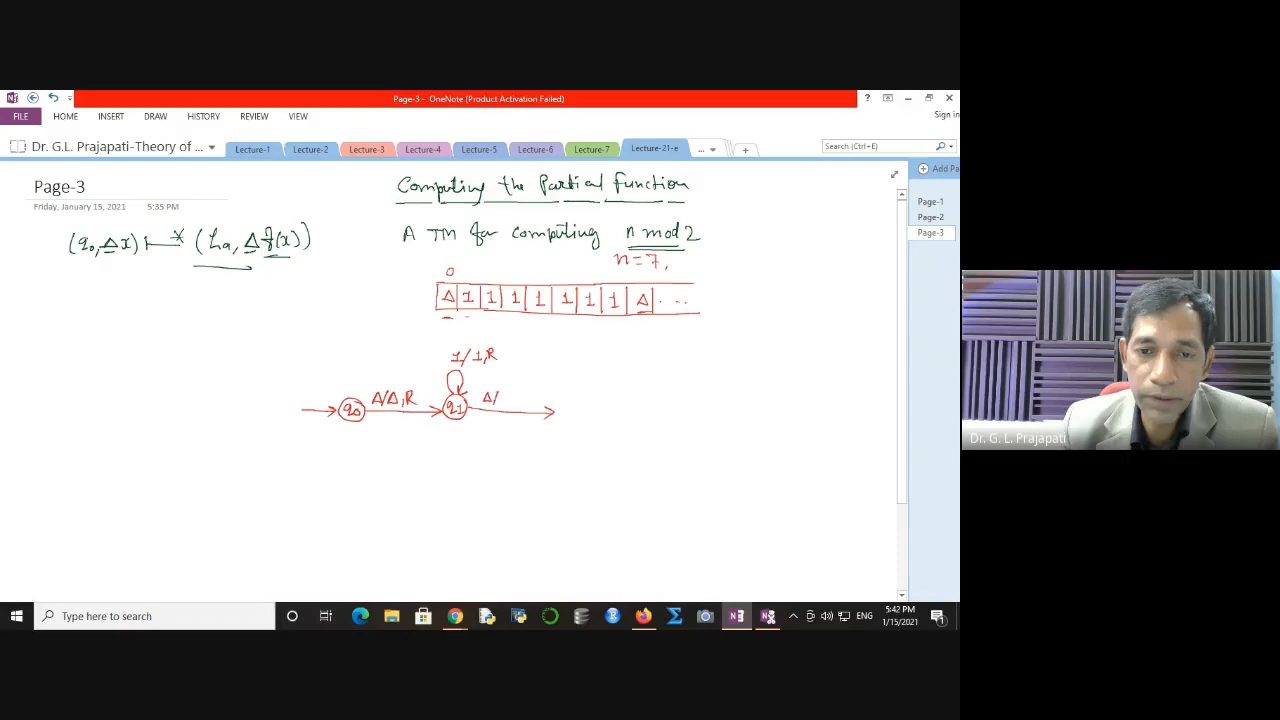 Page-3 - OneNote (Product Activation Failed)
Sign in
FILE HOME INSERT DRAW HISTORY REVIEW VIEW
Dr. G.L. Prajapati-Theory of ... Lecture-1 Lecture-2 Lecture-3 Lecture-4 Lecture-5 Lecture-6 Lecture-7 Lecture-21-e ... Search (Ctrl+E)
Add Pa
Page-3
Friday, January 15, 2021 5:35 PM
Page-1
Page-2
Page-3
Computing the Partial function
(q₀, Δx) ⊢* (hₐ, Δf(x))
A TM for computing n mod 2
n = 7,
0
Δ 1 1 1 1 1 1 1 Δ ...
1/1,R
q₀ Δ/Δ,R q₁ Δ/
Dr. G. L. Prajapati
Type here to search
ENG
5:42 PM
1/15/2021